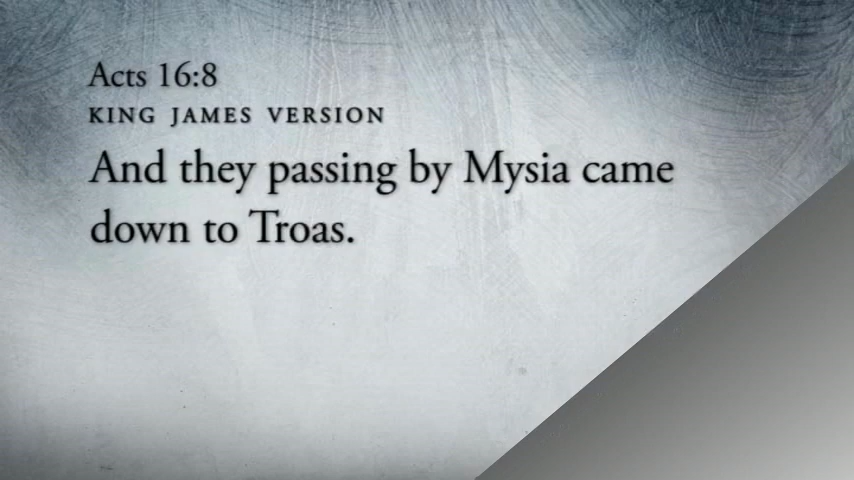 Acts 16:8
KING JAMES VERSION
And they passing by Mysia came
down to Troas.